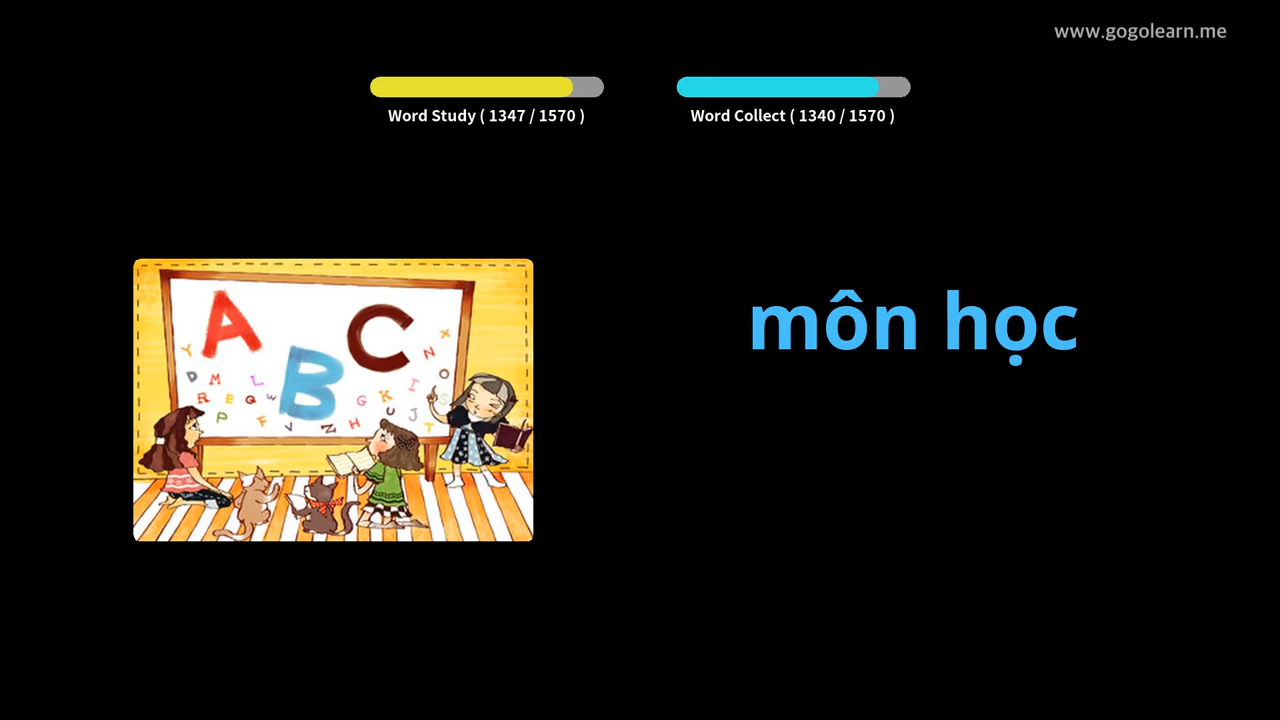 www.gogolearn.me
Word Study ( 1347 / 1570 )
Word Collect ( 1340 / 1570 )
môn học
A
B
C
Y
X
N
D
M
L
O
R
E
Q
W
G
K
I
S
P
F
V
Z
H
U
J
T